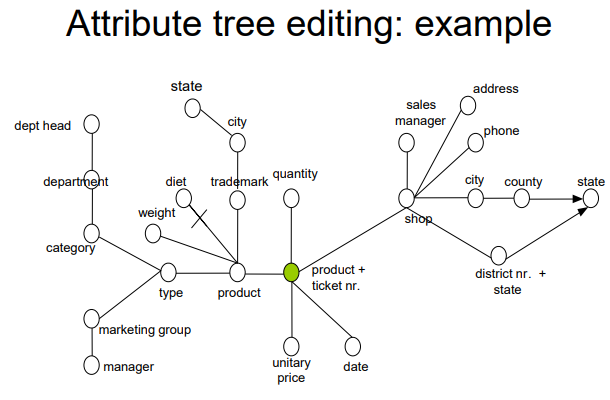 Attribute tree editing: example
state
address
sales
manager
dept head
city
phone
department
diet
trademark
quantity
city
county
state
weight
shop
category
product +
ticket nr.
district nr. +
state
type
product
marketing group
manager
unitary
price
date